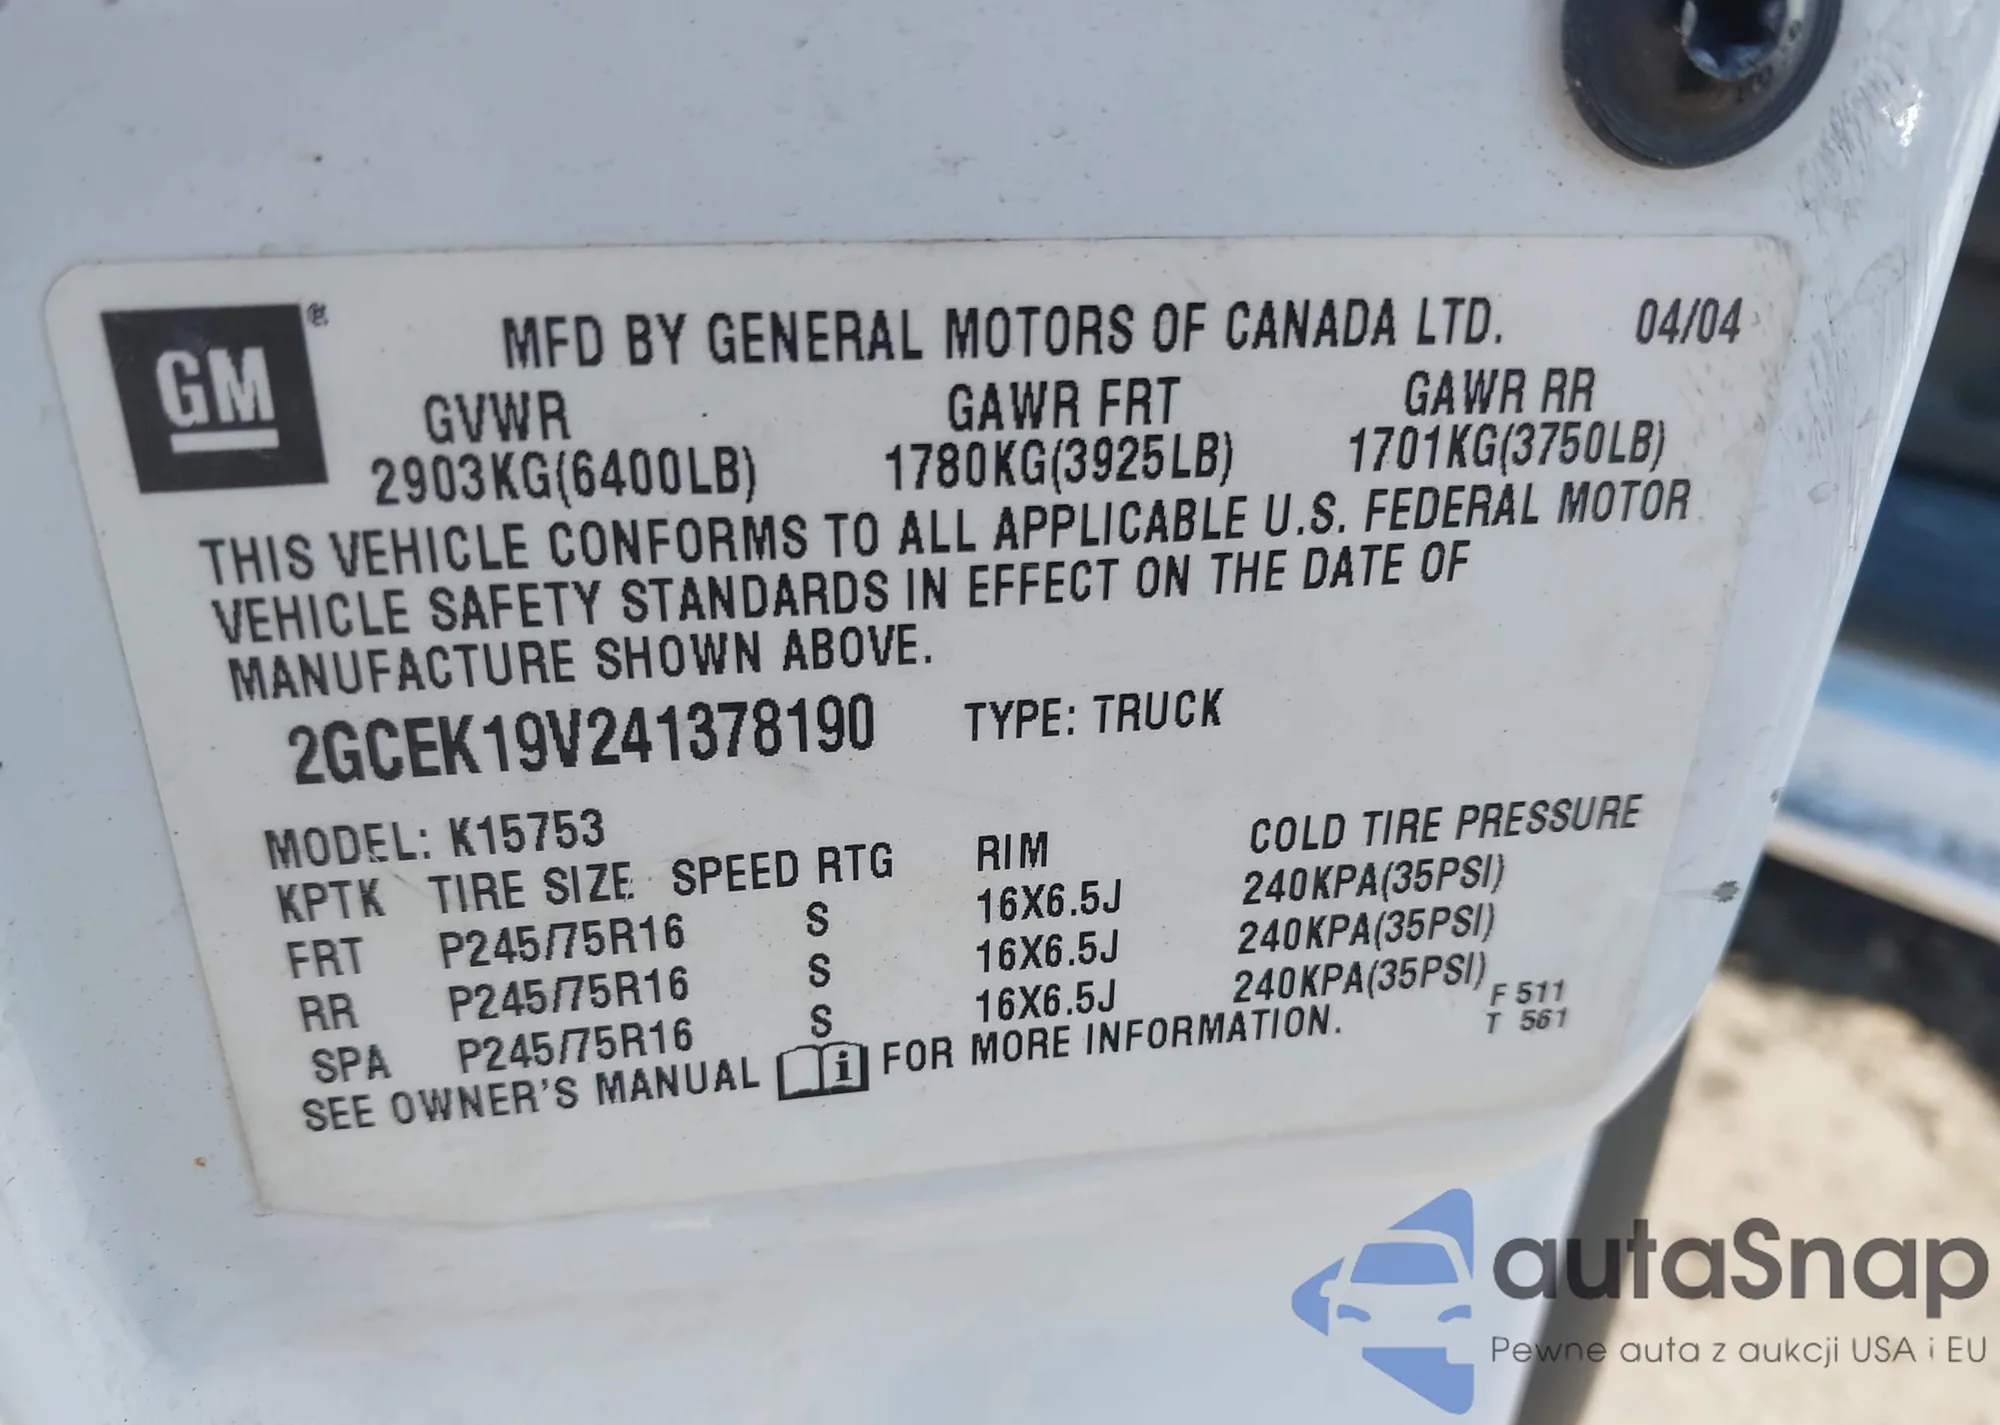 GM ®
MFD BY GENERAL MOTORS OF CANADA LTD. 04/04
GVWR GAWR FRT GAWR RR
2903KG(6400LB) 1780KG(3925LB) 1701KG(3750LB)
THIS VEHICLE CONFORMS TO ALL APPLICABLE U.S. FEDERAL MOTOR
VEHICLE SAFETY STANDARDS IN EFFECT ON THE DATE OF
MANUFACTURE SHOWN ABOVE.
2GCEK19V241378190 TYPE: TRUCK
MODEL: K15753
KPTK TIRE SIZE SPEED RTG RIM COLD TIRE PRESSURE
FRT P245/75R16 S 16X6.5J 240KPA(35PSI)
RR P245/75R16 S 16X6.5J 240KPA(35PSI)
SPA P245/75R16 S 16X6.5J 240KPA(35PSI)
SEE OWNER'S MANUAL i FOR MORE INFORMATION.
F 511
T 561
autaSnap
Pewne auta z aukcji USA i EU